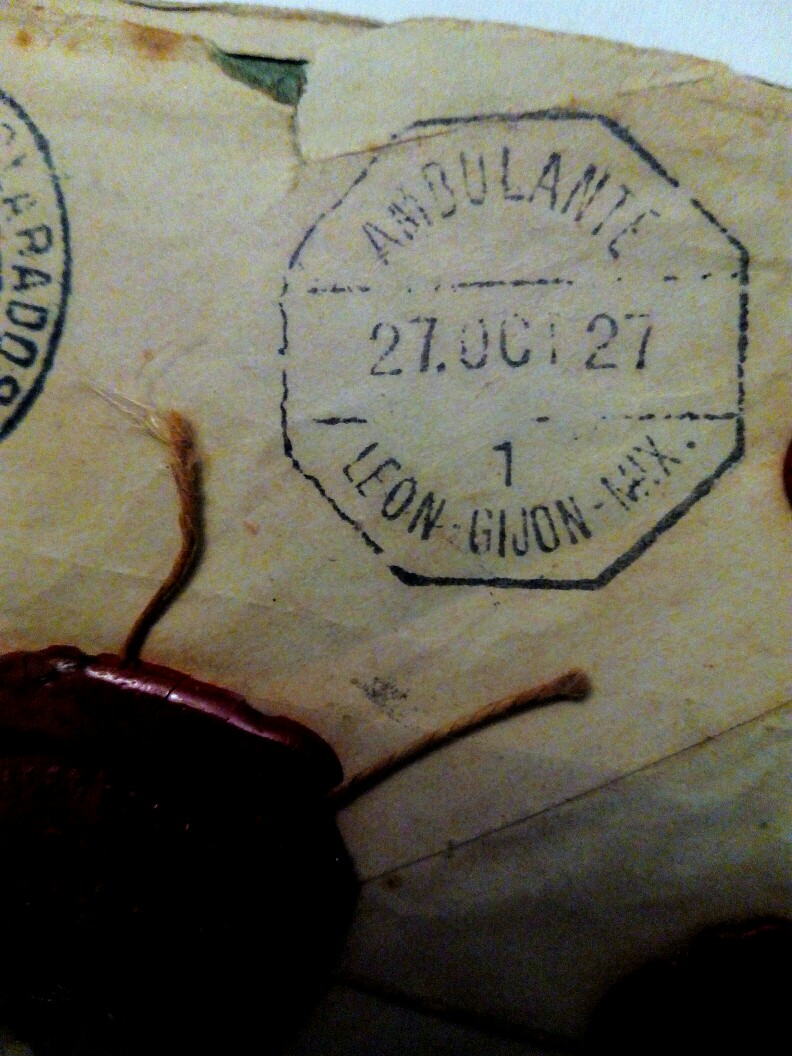 AMBULANTE
27.OCT 27
1
LEON-GIJON-MIX.